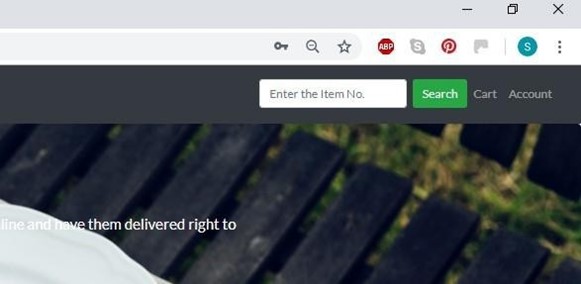 ABP
S
Enter the Item No.
Search
Cart
Account
line and have them delivered right to